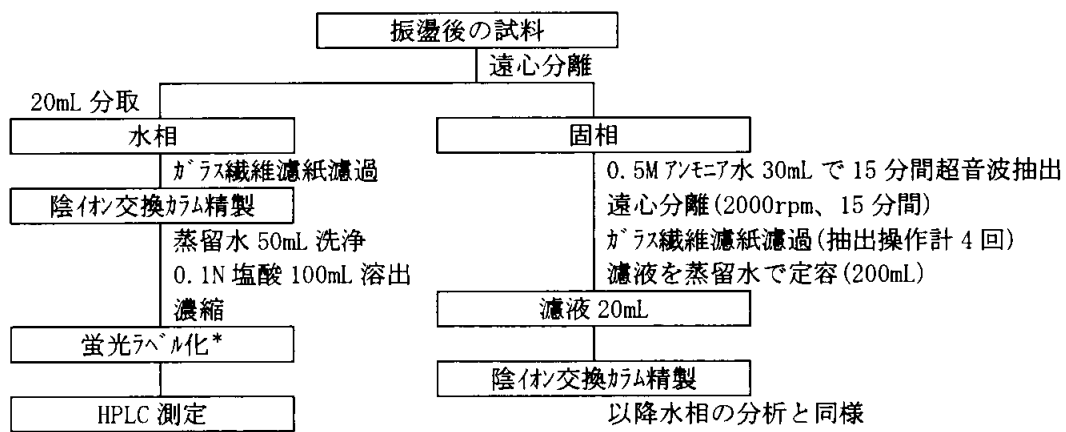 振盪後の試料
遠心分離
20mL 分取
水相
ｶﾞﾗｽ繊維濾紙濾過
陰ｲｵﾝ交換ｶﾗﾑ精製
蒸留水 50mL 洗浄
0.1N 塩酸 100mL 溶出
濃縮
蛍光ﾗﾍﾞﾙ化*
HPLC 測定
固相
0.5M ｱﾝﾓﾆｱ水 30mL で 15 分間超音波抽出
遠心分離(2000rpm、15 分間)
ｶﾞﾗｽ繊維濾紙濾過(抽出操作計 4 回)
濾液を蒸留水で定容(200mL)
濾液 20mL
陰ｲｵﾝ交換ｶﾗﾑ精製
以降水相の分析と同様